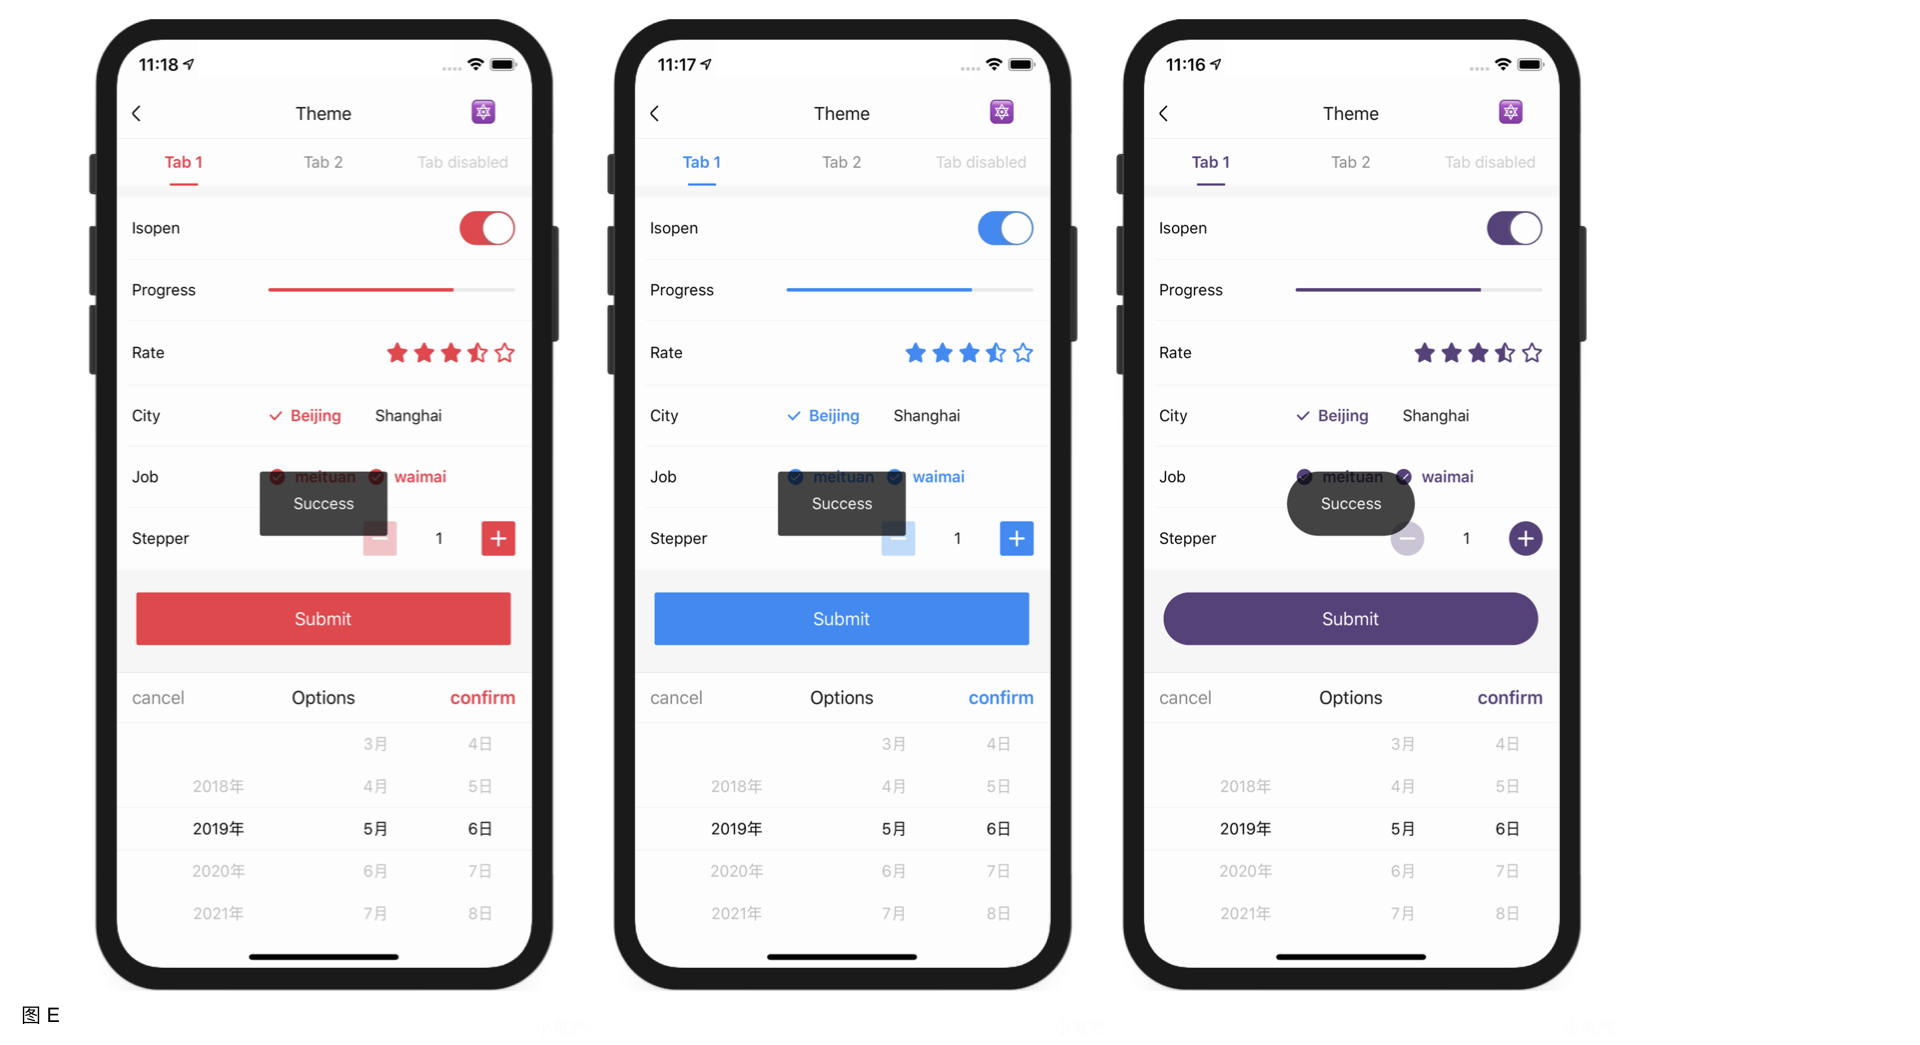 11:18
Theme
Tab 1 Tab 2 Tab disabled
Isopen
Progress
Rate
City Beijing Shanghai
Job meituan waimai
Success
Stepper 1
Submit
cancel Options confirm
3月 4日
2018年 4月 5日
2019年 5月 6日
2020年 6月 7日
2021年 7月 8日
11:17
Theme
Tab 1 Tab 2 Tab disabled
Isopen
Progress
Rate
City Beijing Shanghai
Job meituan waimai
Success
Stepper 1
Submit
cancel Options confirm
3月 4日
2018年 4月 5日
2019年 5月 6日
2020年 6月 7日
2021年 7月 8日
11:16
Theme
Tab 1 Tab 2 Tab disabled
Isopen
Progress
Rate
City Beijing Shanghai
Job meituan waimai
Success
Stepper 1
Submit
cancel Options confirm
3月 4日
2018年 4月 5日
2019年 5月 6日
2020年 6月 7日
2021年 7月 8日
图 E